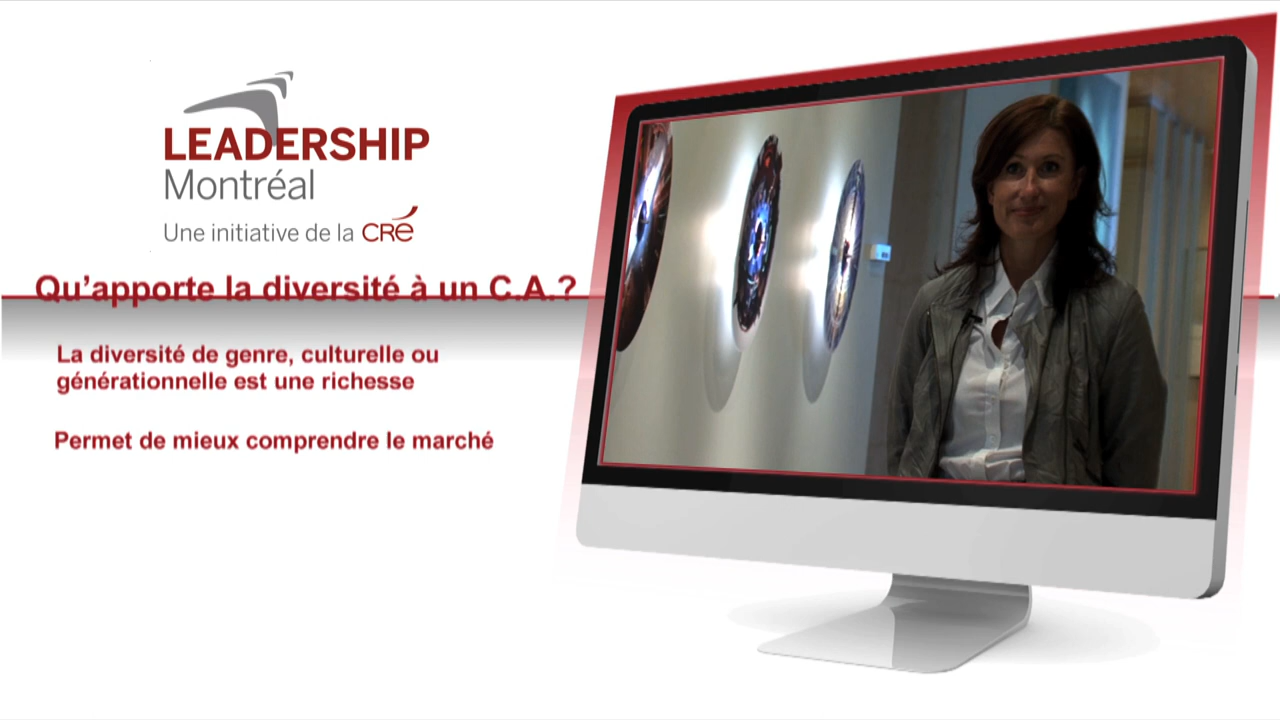 LEADERSHIP
Montréal
Une initiative de la CRé
Qu'apporte la diversité à un C.A.?
La diversité de genre, culturelle ou
générationnelle est une richesse
Permet de mieux comprendre le marché